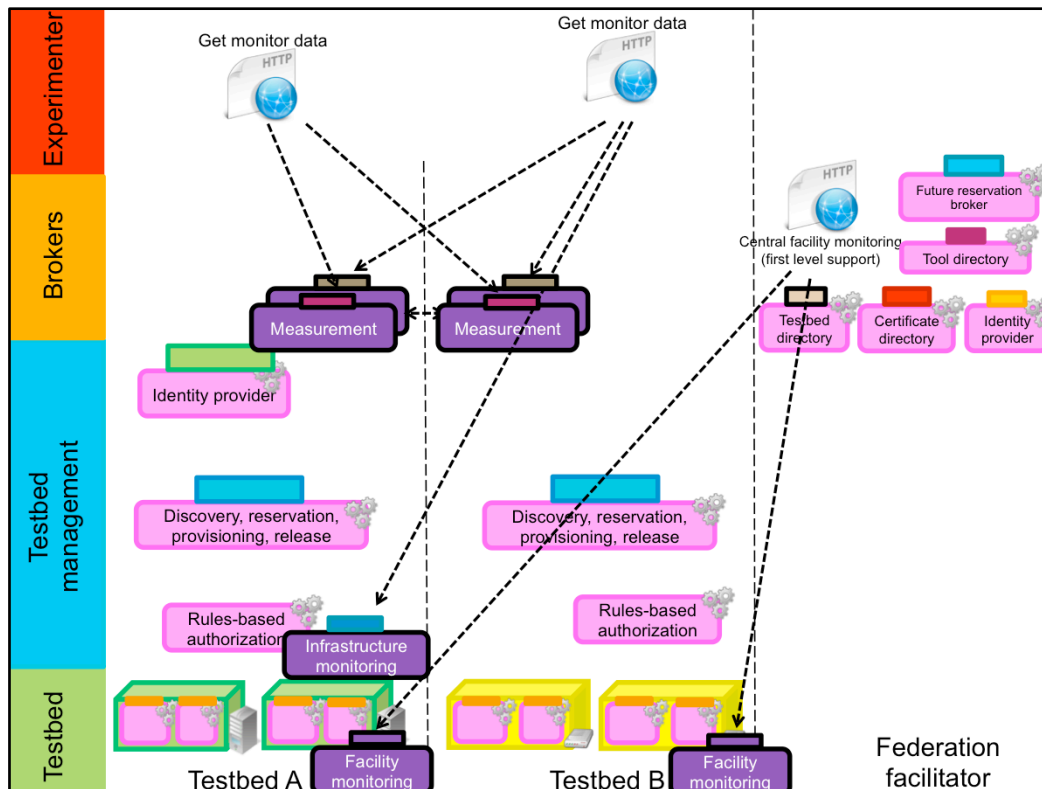 Experimenter
Brokers
Testbed
management
Testbed
Get monitor data
HTTP
Get monitor data
HTTP
HTTP
Central facility monitoring
(first level support)
Future reservation
broker
Tool directory
Testbed
directory
Certificate
directory
Identity
provider
Measurement
Measurement
Identity provider
Discovery, reservation,
provisioning, release
Discovery, reservation,
provisioning, release
Rules-based
authorization
Infrastructure
monitoring
Rules-based
authorization
Testbed A
Facility
monitoring
Testbed B
Facility
monitoring
Federation
facilitator